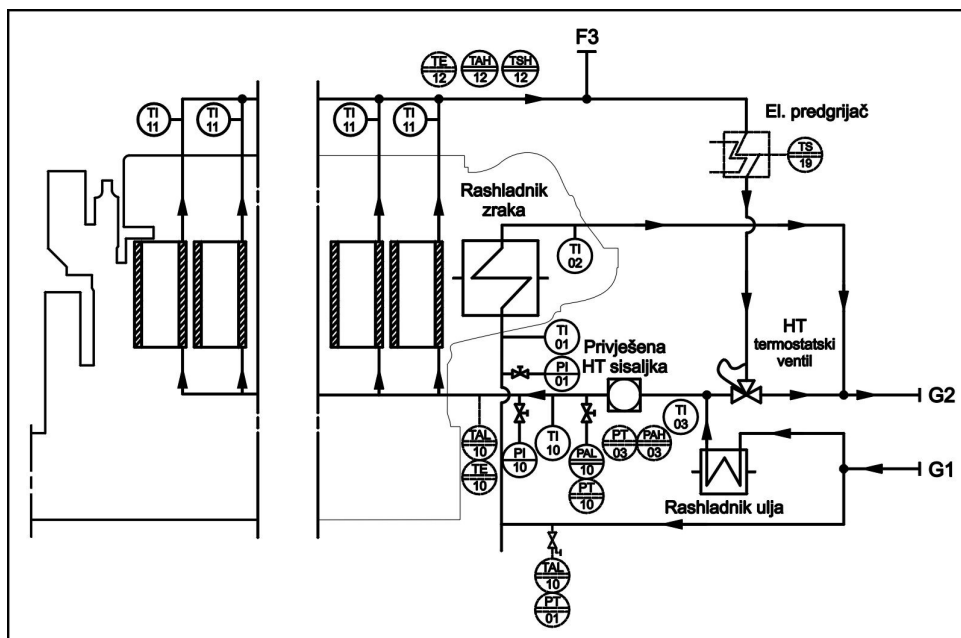 F3
TE
12
TAH
12
TSH
12
TI
11
TI
11
TI
11
TI
11
El. predgrijač
TS
19
Rashladnik
zraka
TI
02
HT
termostatski
ventil
TI
01
PI
01
Privješena
HT sisaljka
G2
TI
03
TAL
10
TE
10
PI
10
TI
10
PAL
10
PT
10
PT
03
PAH
03
G1
Rashladnik ulja
TAL
10
PT
01